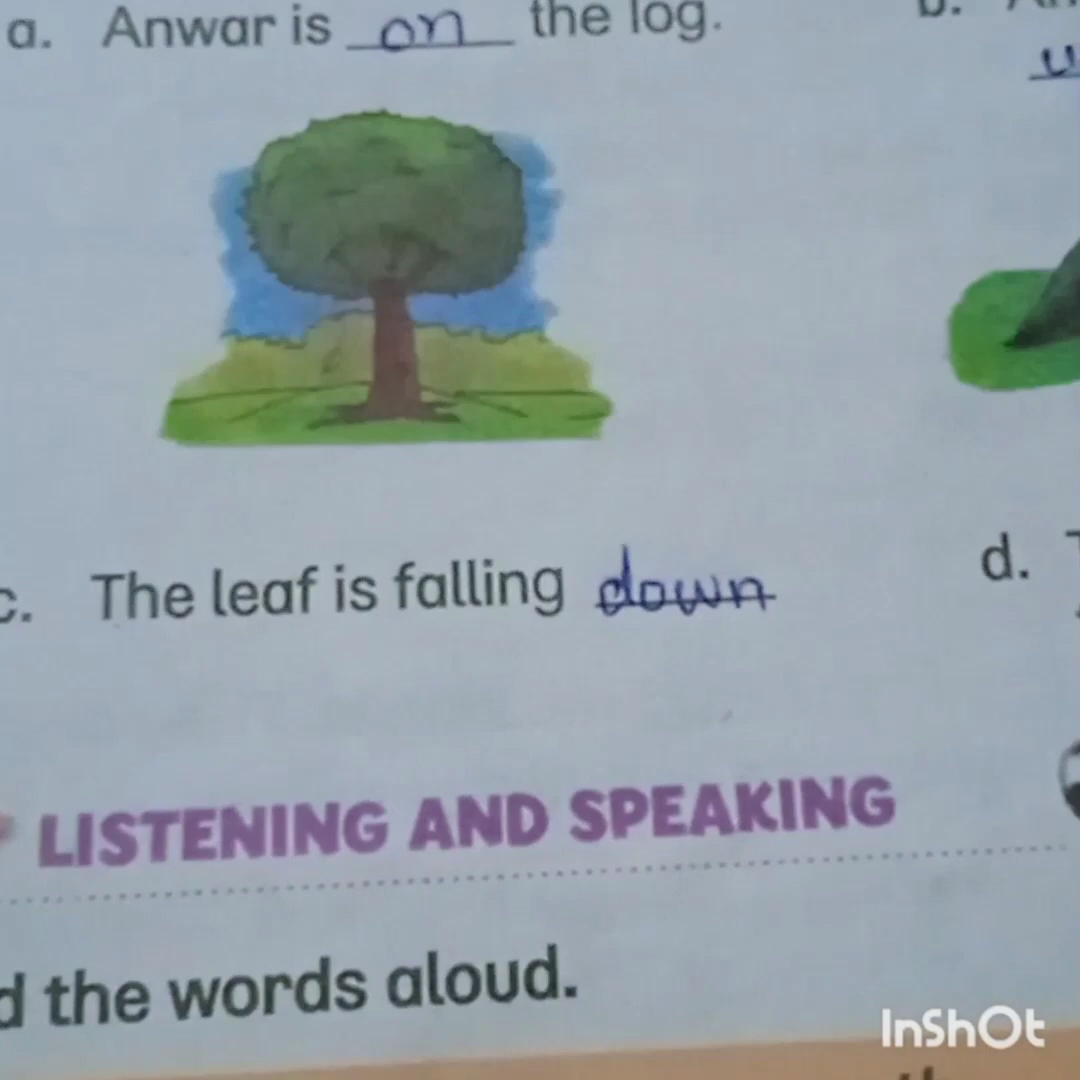 a. Anwar is on the log.
b.
c. The leaf is falling down
d.
LISTENING AND SPEAKING
the words aloud.
InShOt